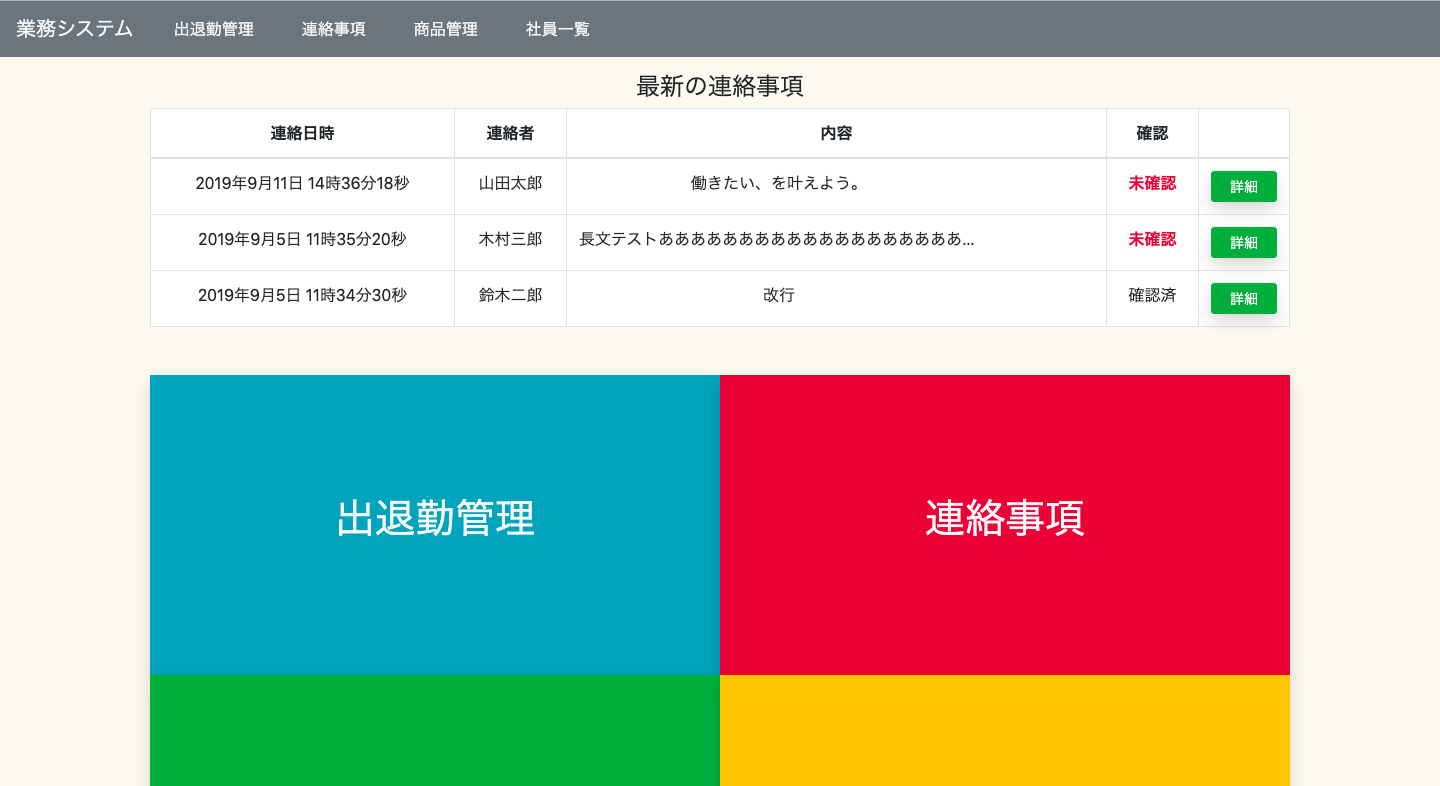 業務システム 出退勤管理 連絡事項 商品管理 社員一覧
最新の連絡事項
連絡日時 連絡者 内容 確認
2019年9月11日 14時36分18秒 山田太郎 働きたい、を叶えよう。 未確認 詳細
2019年9月5日 11時35分20秒 木村三郎 長文テストあああああああああああああああああああ... 未確認 詳細
2019年9月5日 11時34分30秒 鈴木二郎 改行 確認済 詳細
出退勤管理 連絡事項